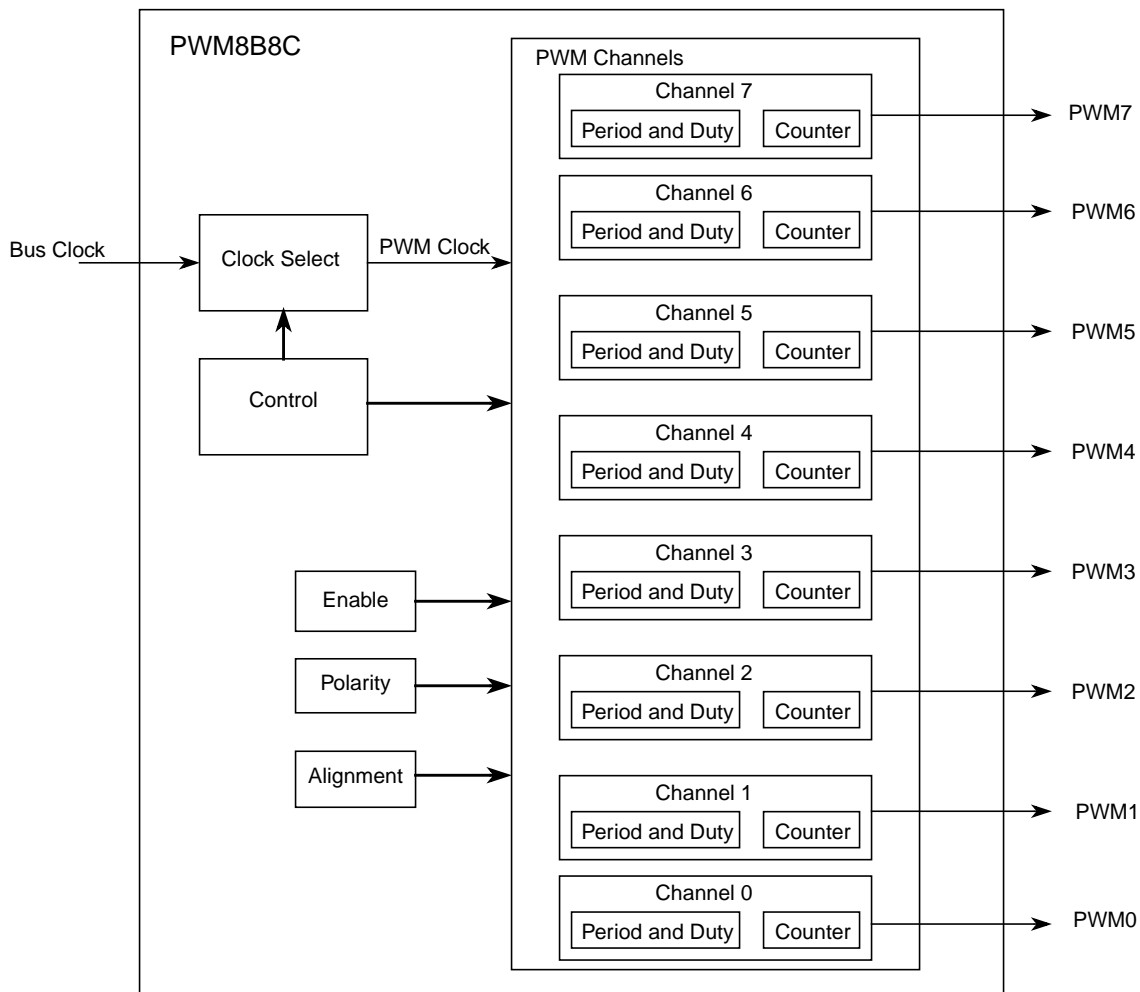 PWM8B8C
PWM Channels
Channel 7
Period and Duty
Counter
PWM7
Channel 6
Period and Duty
Counter
PWM6
Bus Clock
Clock Select
PWM Clock
Channel 5
Period and Duty
Counter
PWM5
Control
Channel 4
Period and Duty
Counter
PWM4
Channel 3
Period and Duty
Counter
PWM3
Enable
Polarity
Alignment
Channel 2
Period and Duty
Counter
PWM2
Channel 1
Period and Duty
Counter
PWM1
Channel 0
Period and Duty
Counter
PWM0